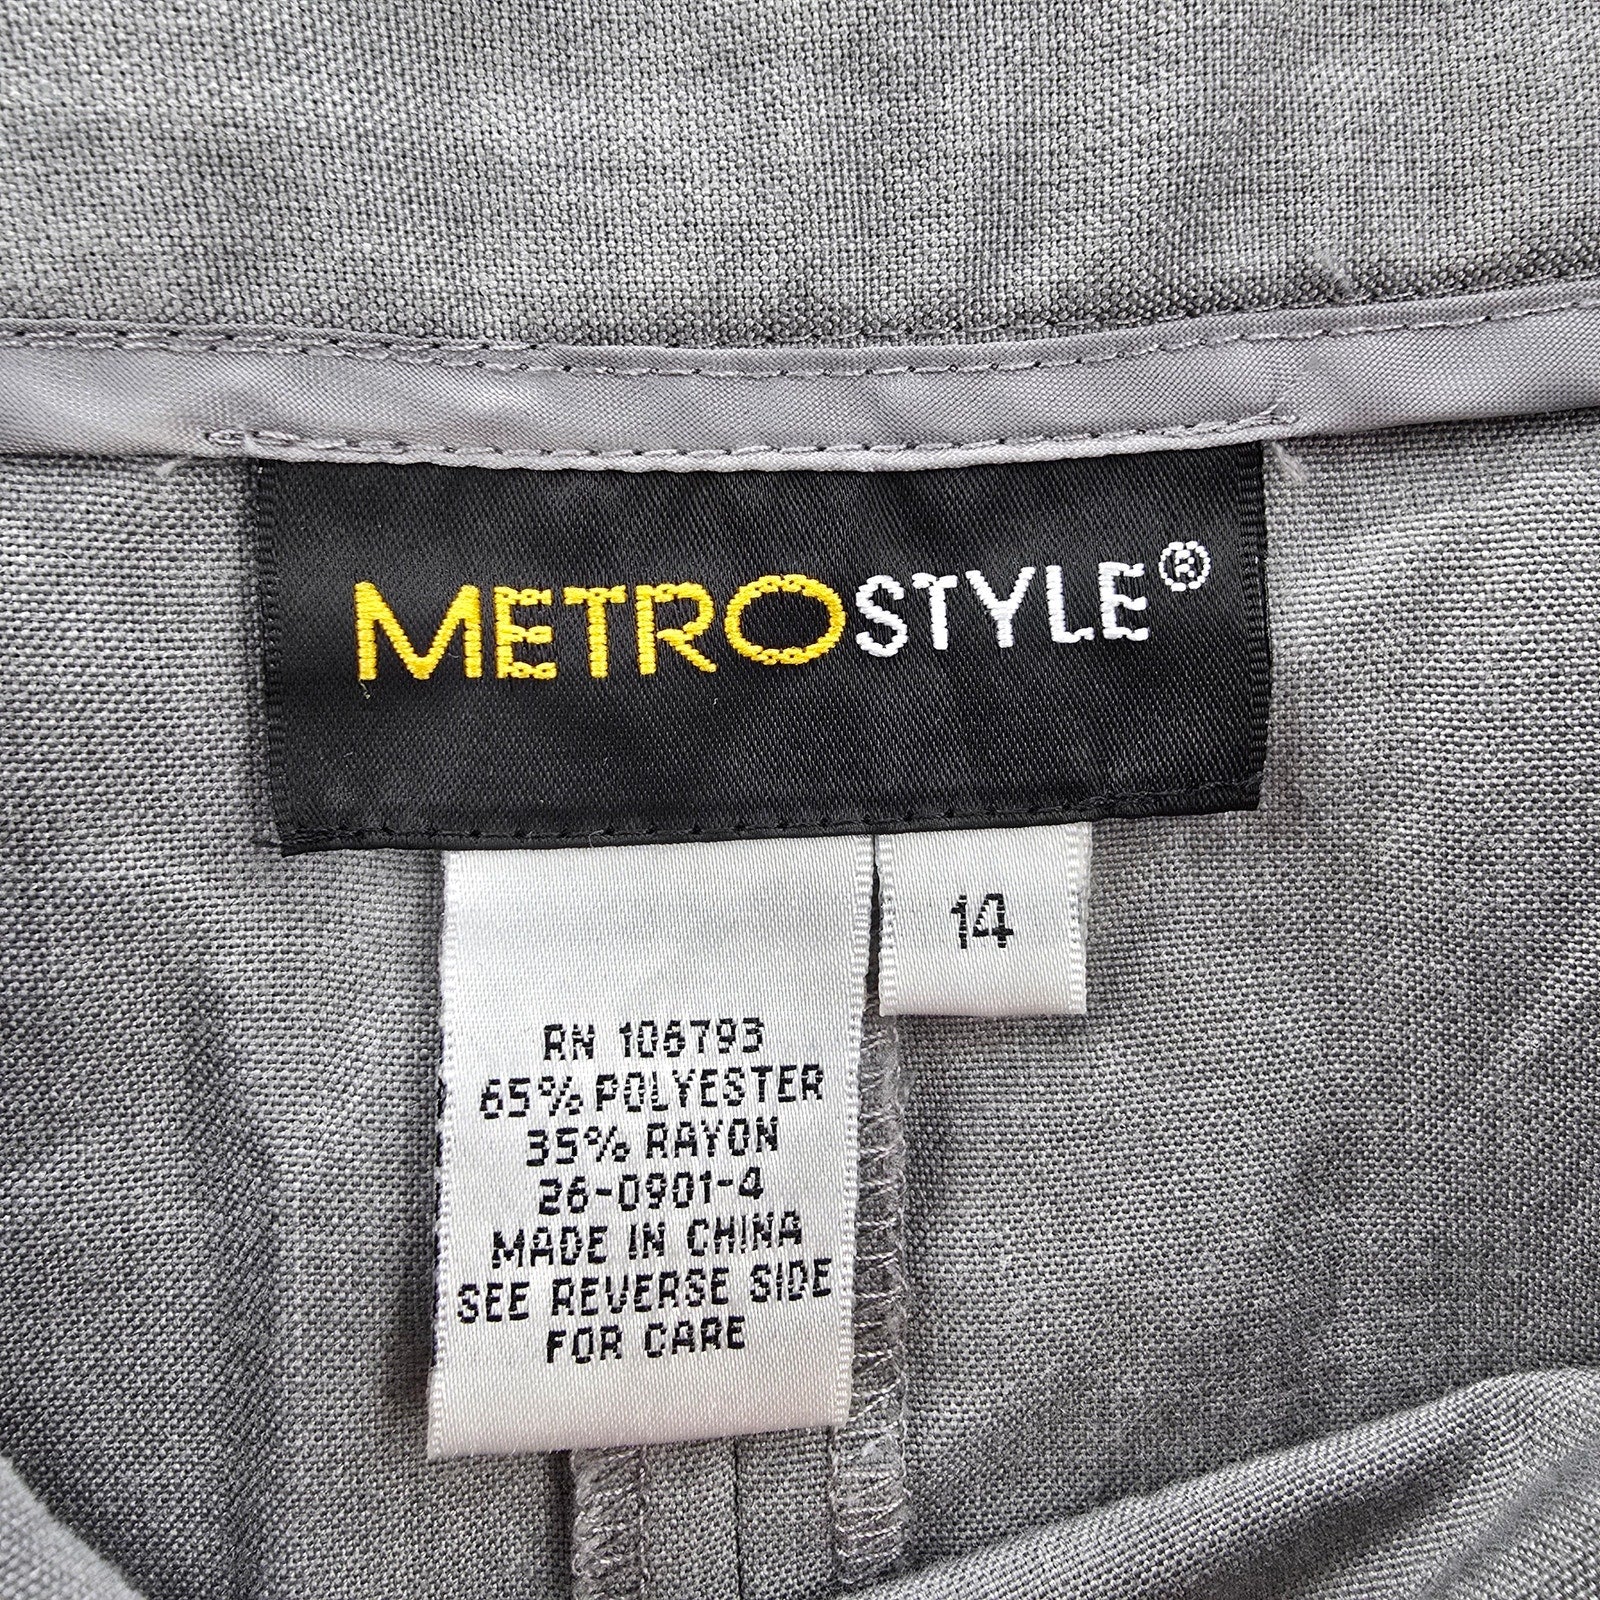 METROSTYLE®
14
RN 106793
65% POLYESTER
35% RAYON
26-0901-4
MADE IN CHINA
SEE REVERSE SIDE
FOR CARE